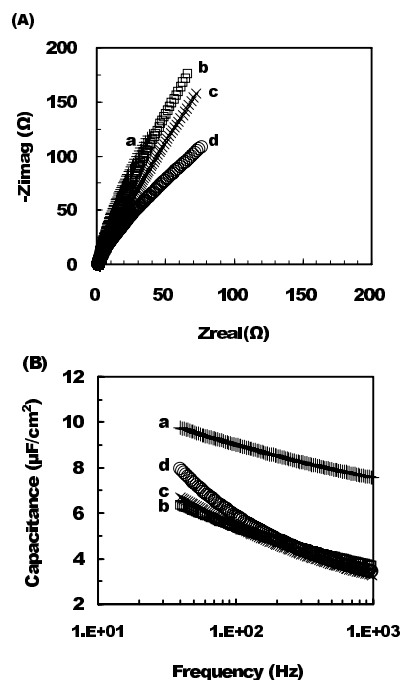 (A)
200
150
100
50
0
-Zimag (Ω)
a
b
c
d
0 50 100 150 200
Zreal(Ω)
(B)
12
10
8
6
4
2
Capacitance (µF/cm²)
a
d
c
b
1.E+01 1.E+02 1.E+03
Frequency (Hz)